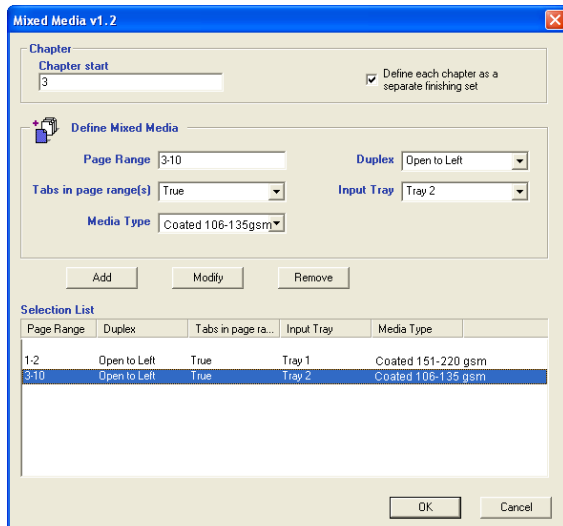 Mixed Media v1.2
Chapter
Chapter start
3
Define each chapter as a
separate finishing set
Define Mixed Media
Page Range 3-10 Duplex Open to Left
Tabs in page range(s) True Input Tray Tray 2
Media Type Coated 106-135gsm
Add Modify Remove
Selection List
Page Range Duplex Tabs in page ra... Input Tray Media Type
1-2 Open to Left True Tray 1 Coated 151-220 gsm
3-10 Open to Left True Tray 2 Coated 106-135 gsm
OK Cancel